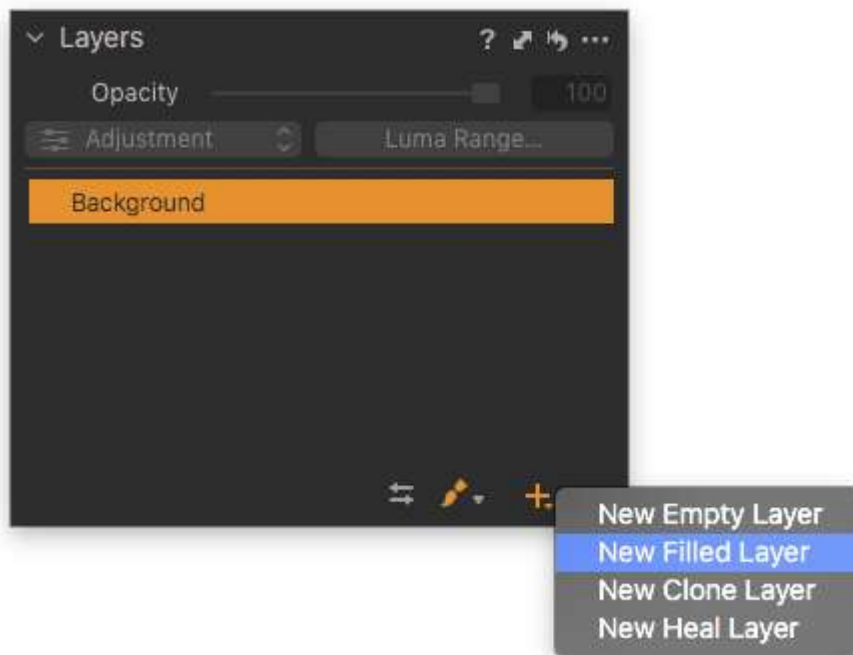 Layers ? ...
Opacity 100
Adjustment Luma Range...
Background
New Empty Layer
New Filled Layer
New Clone Layer
New Heal Layer